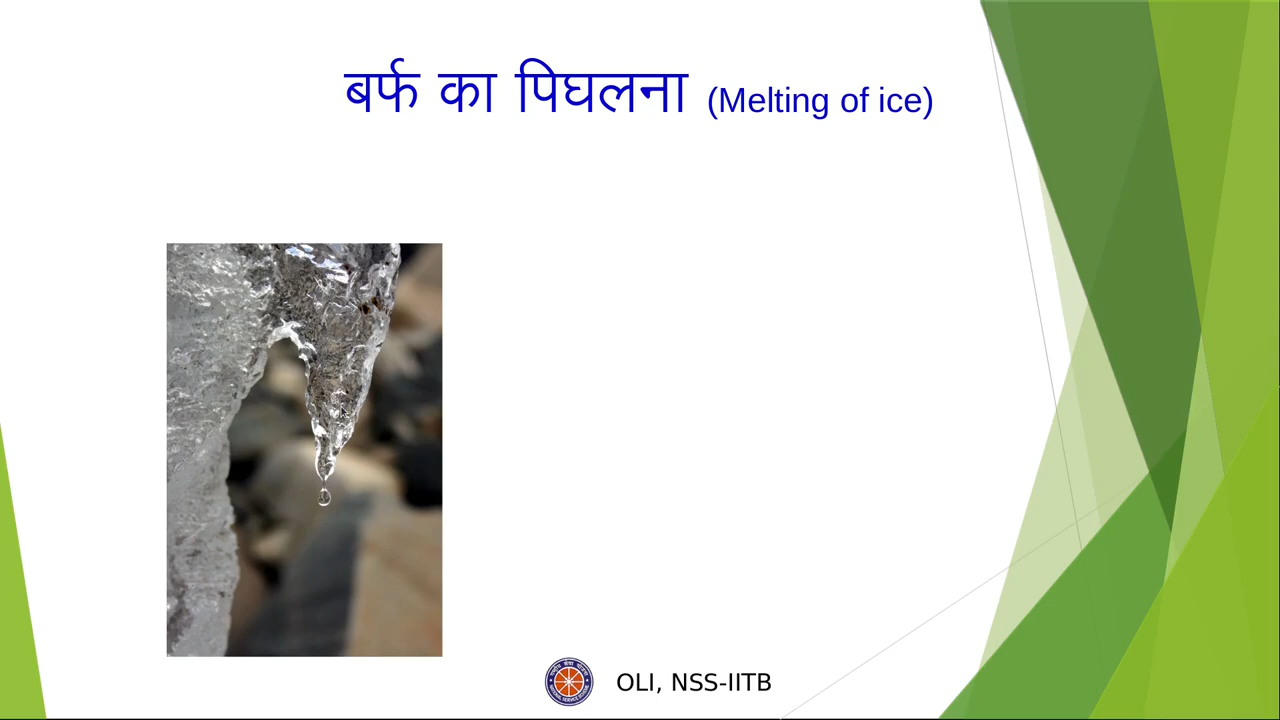 बर्फ का पिघलना (Melting of ice)
OLI, NSS-IITB